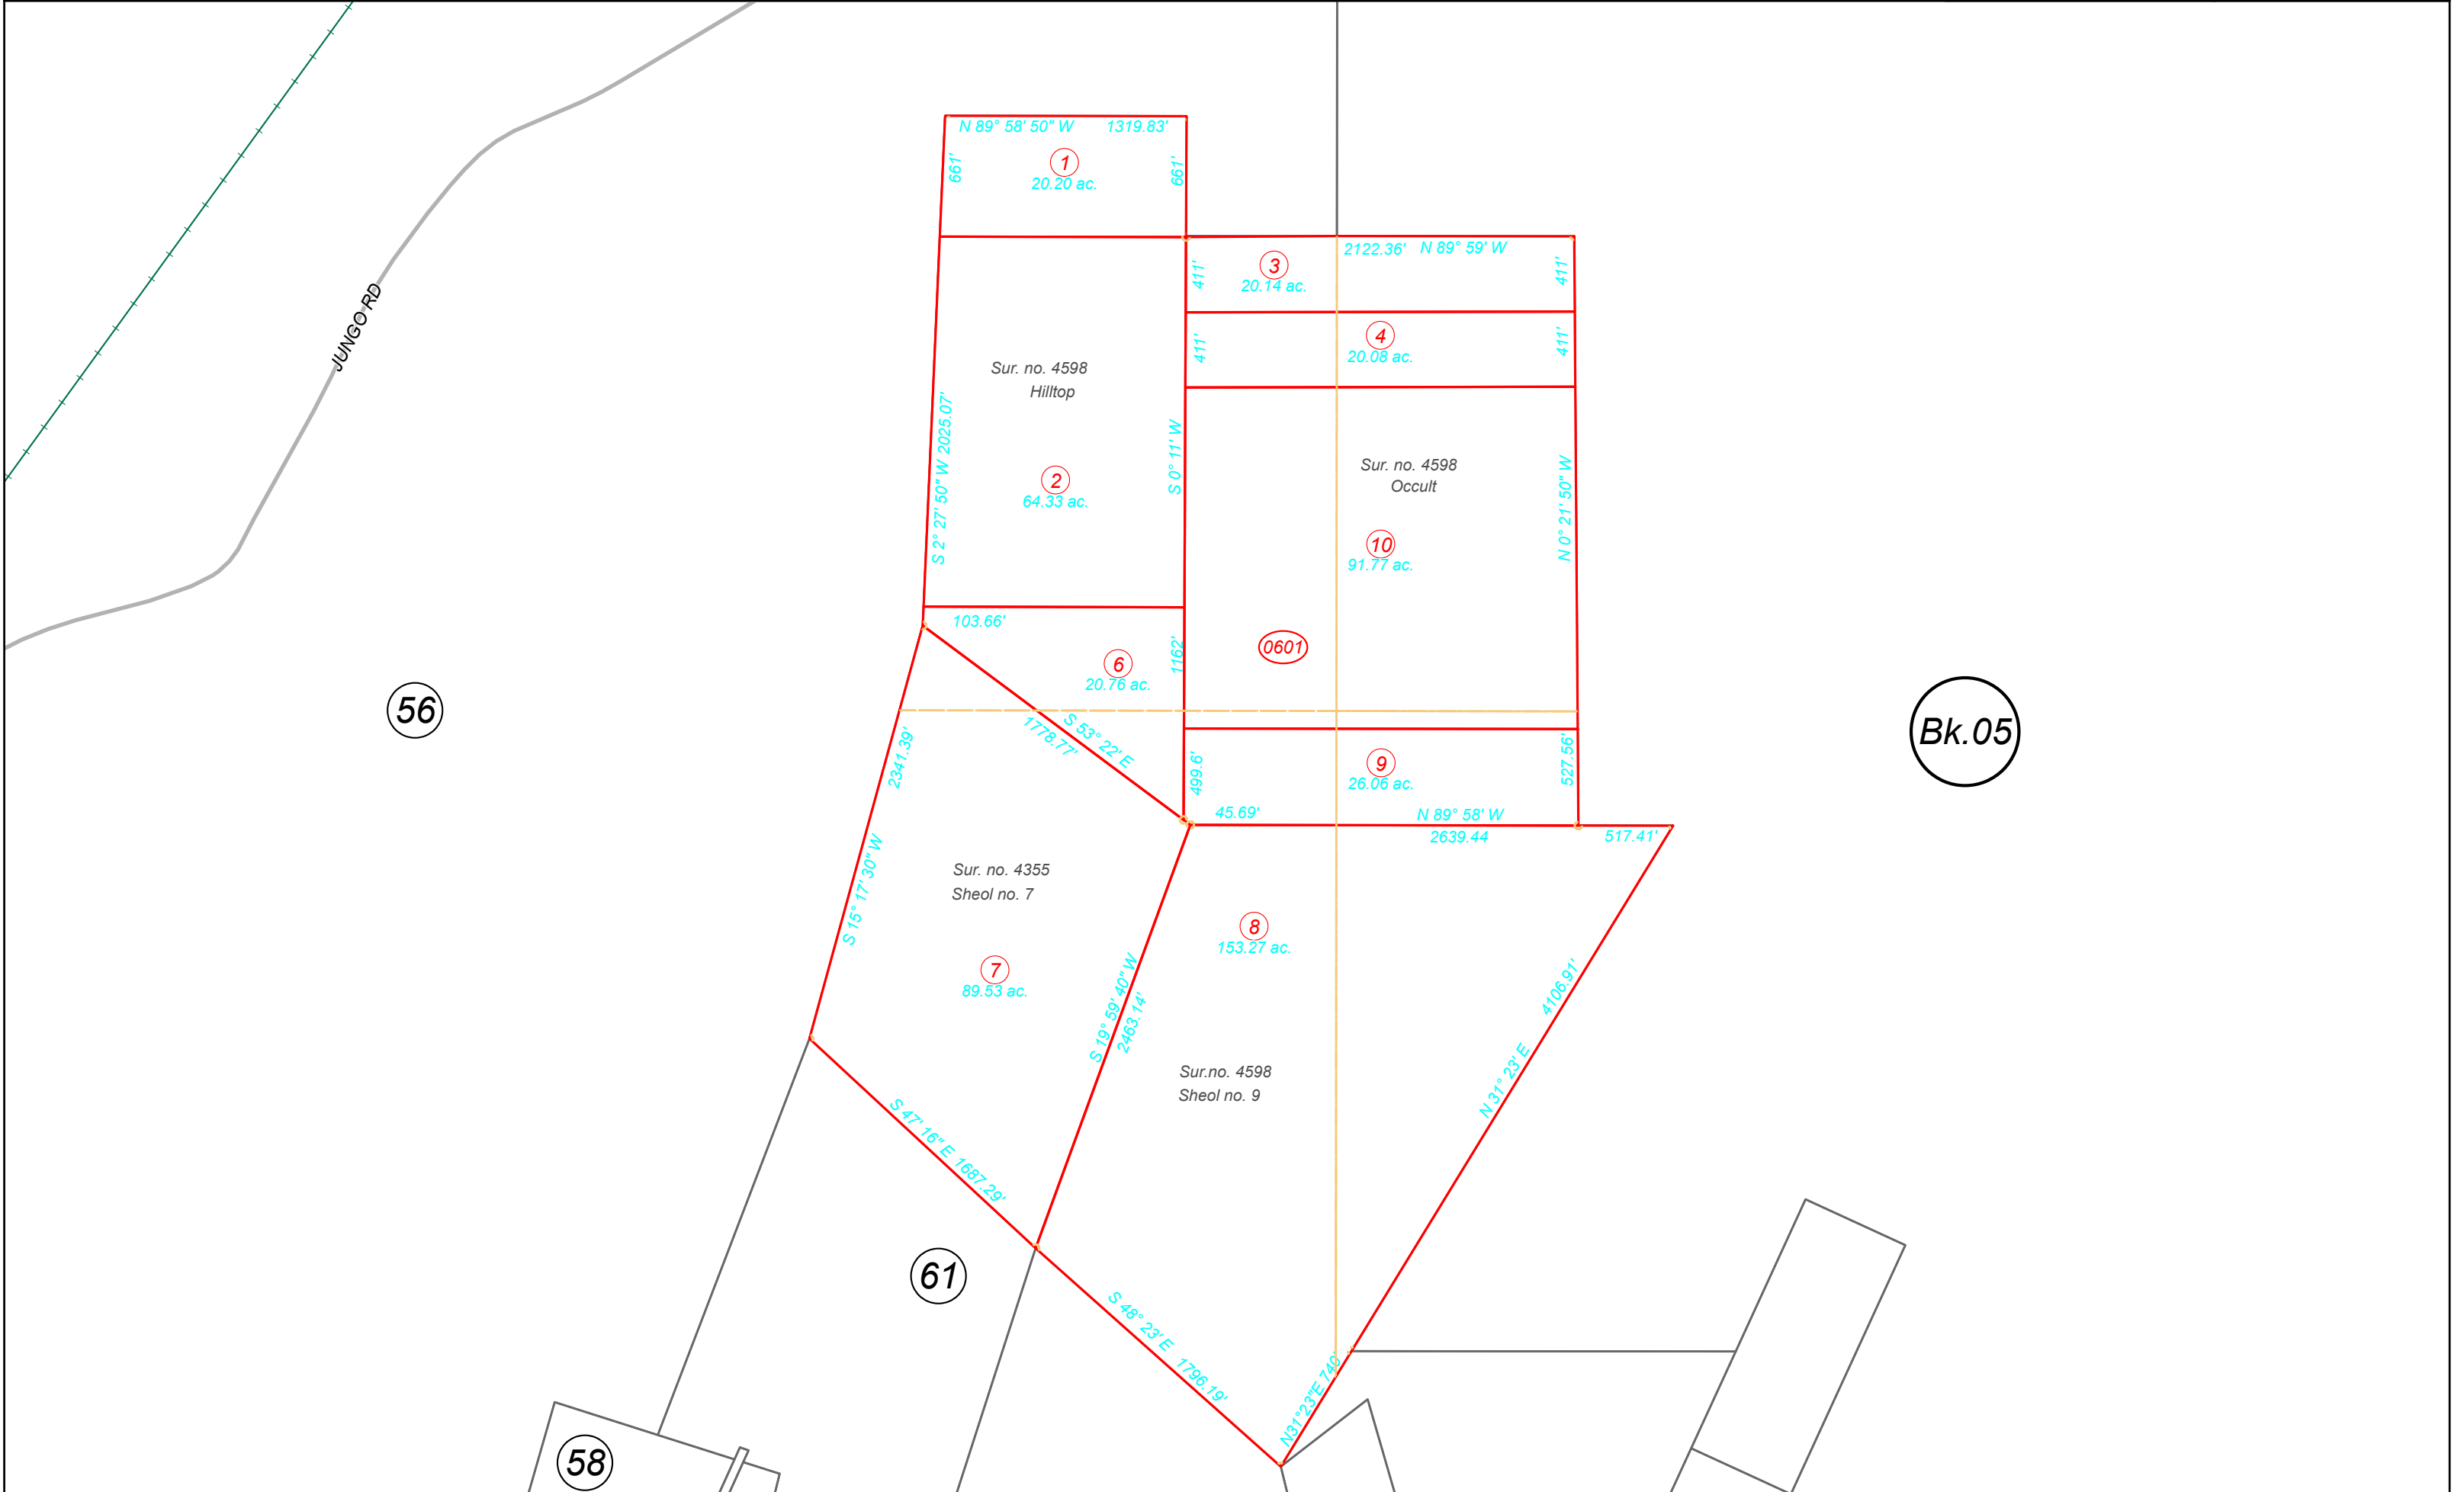 N 89° 58' 50" W 1319.83'
661'
1
20.20 ac.
661'
2122.36' N 89° 59' W
411'
3
20.14 ac.
411'
411'
4
20.08 ac.
411'
JUNGO RD
Sur. no. 4598
Hilltop
S 2° 27' 50" W 2025.07'
2
64.33 ac.
S 0° 11' W
Sur. no. 4598
Occult
10
91.77 ac.
N 0° 21' 50" W
0601
103.66'
6
20.76 ac.
1162'
56
Bk.05
S 53° 22' E
1778.77'
2341.39'
S 15° 17' 30" W
499.6'
9
26.06 ac.
527.56'
45.69'
N 89° 58' W
2639.44
517.41'
Sur. no. 4355
Sheol no. 7
7
89.53 ac.
8
153.27 ac.
S 19° 59' 40" W
2463.14'
Sur.no. 4598
Sheol no. 9
4106.91'
N 31° 23' E
S 47' 16" E 1687.29'
61
S 48° 23' E 1796.19'
N31°23"E 740'
58